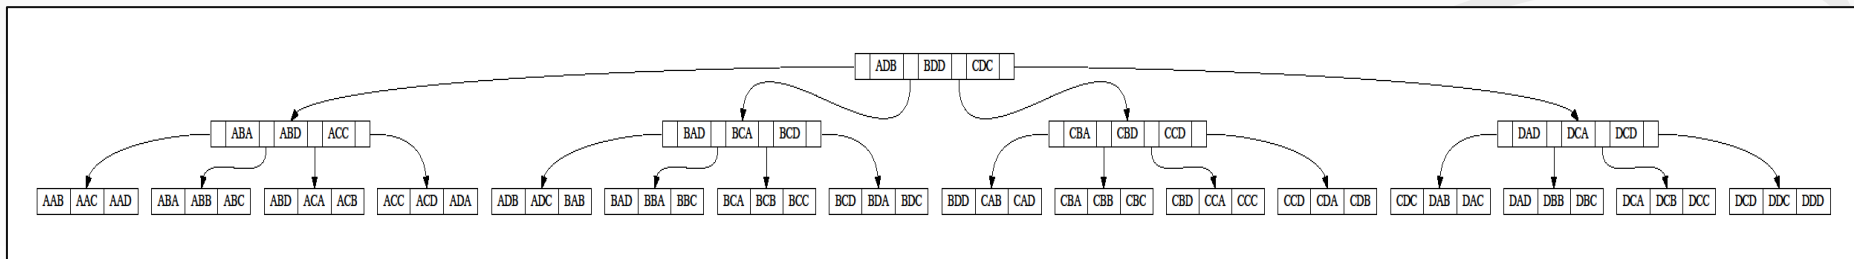 ADB BDD CDC
ABA ABD ACC BAD BCA BCD CBA CBD CCD DAD DCA DCD
AAB AAC AAD ABA ABB ABC ABD ACA ACB ACC ACD ADA ADB ADC BAB BAD BBA BBC BCA BCB BCC BCD BDA BDC BDD CAB CAD CBA CBB CBC CBD CCA CCC CCD CDA CDB CDC DAB DAC DAD DBB DBC DCA DCB DCC DCD DDC DDD